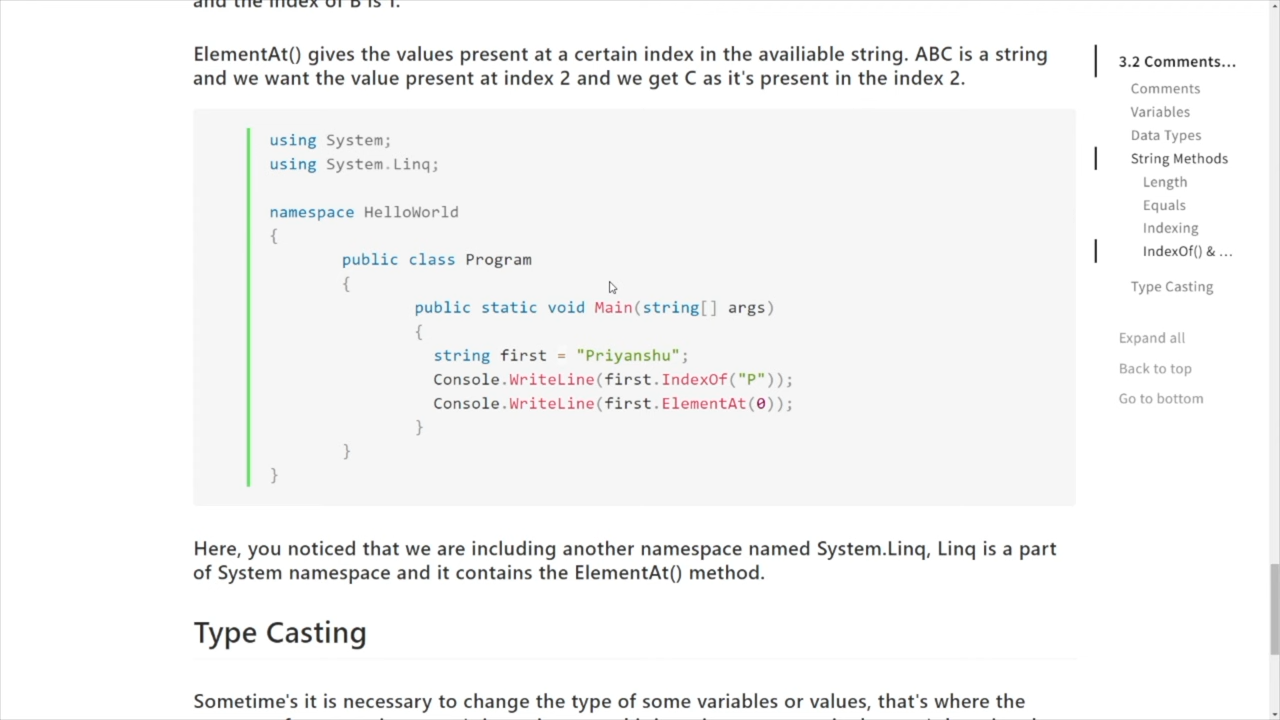 and the index of B is 1.
ElementAt() gives the values present at a certain index in the availiable string. ABC is a string
and we want the value present at index 2 and we get C as it's present in the index 2.
using System;
using System.Linq;
namespace HelloWorld
{
public class Program
{
public static void Main(string[] args)
{
string first = "Priyanshu";
Console.WriteLine(first.IndexOf("P"));
Console.WriteLine(first.ElementAt(0));
}
}
}
Here, you noticed that we are including another namespace named System.Linq, Linq is a part
of System namespace and it contains the ElementAt() method.
Type Casting
Sometime's it is necessary to change the type of some variables or values, that's where the
3.2 Comments...
Comments
Variables
Data Types
String Methods
Length
Equals
Indexing
IndexOf() & ...
Type Casting
Expand all
Back to top
Go to bottom